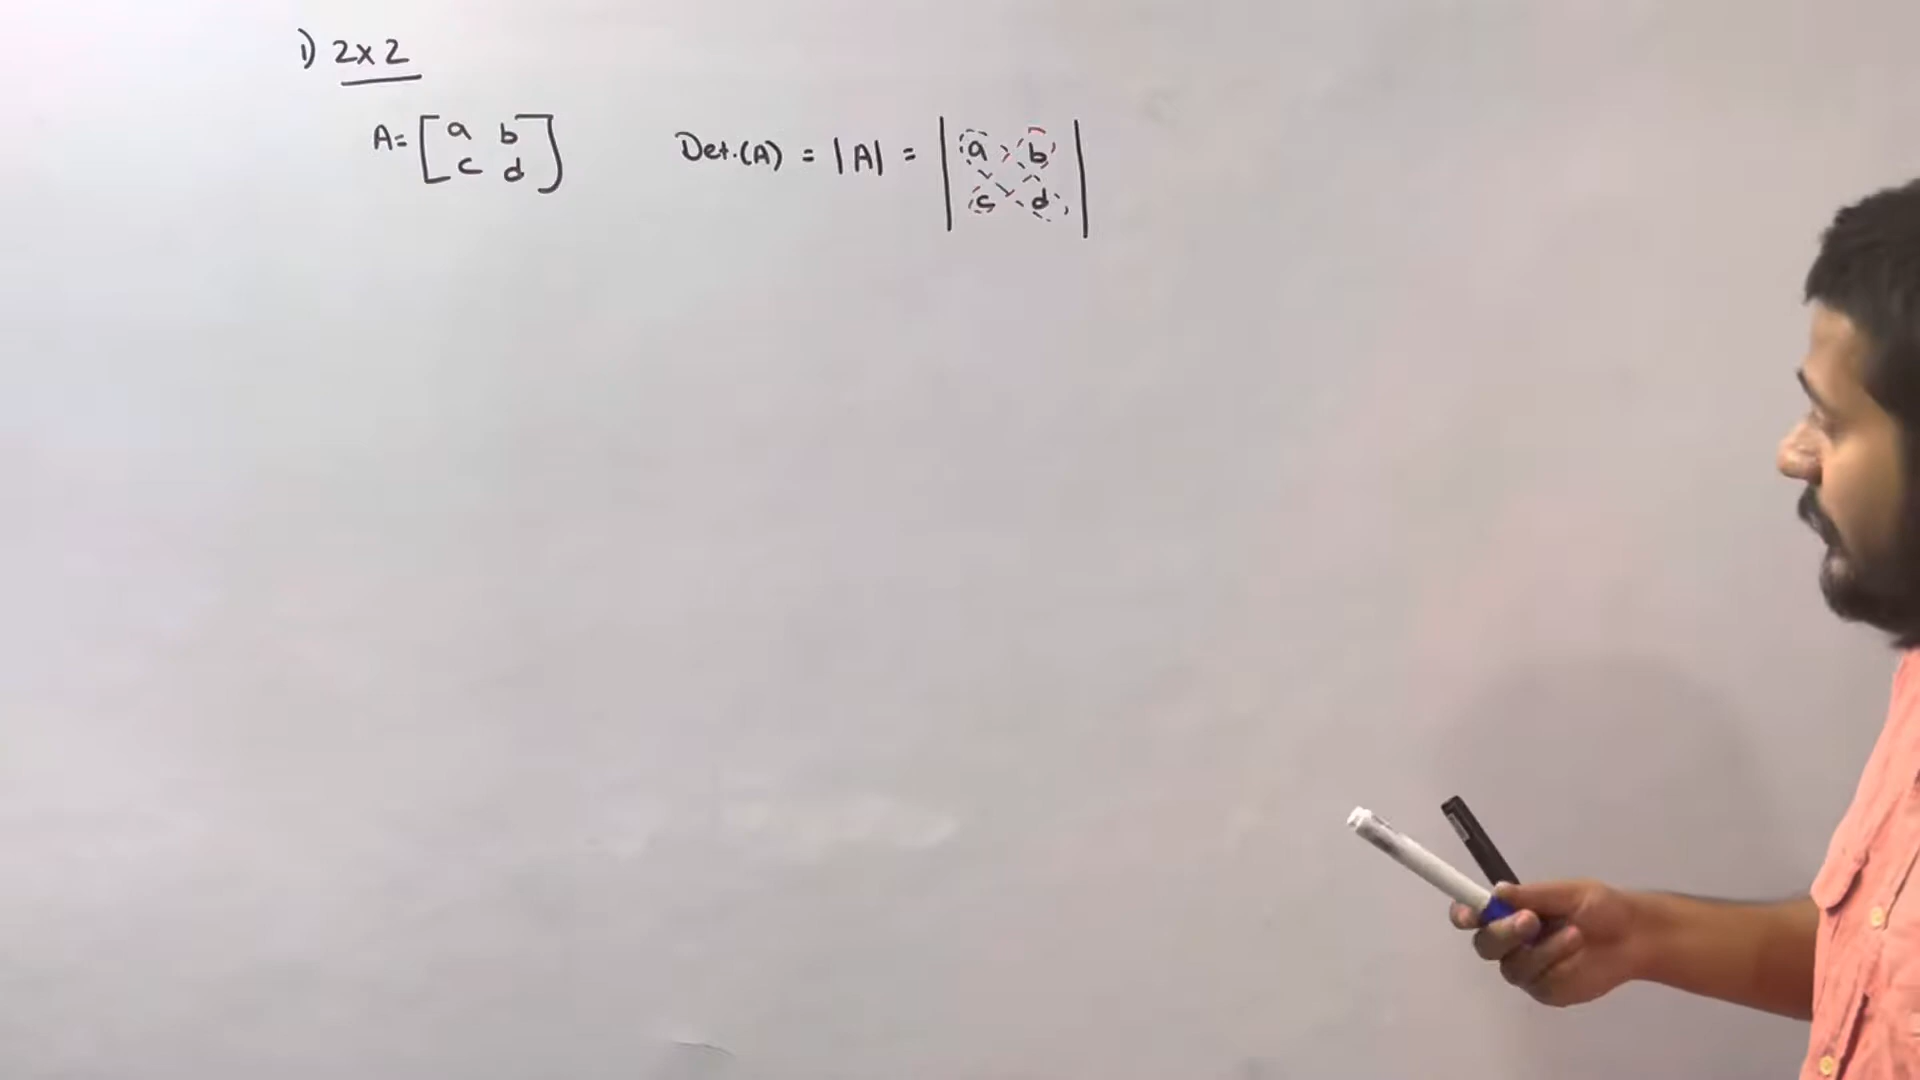 1) 2x2
A= [a b
c d]
Det.(A) = |A| = |a b
c d|